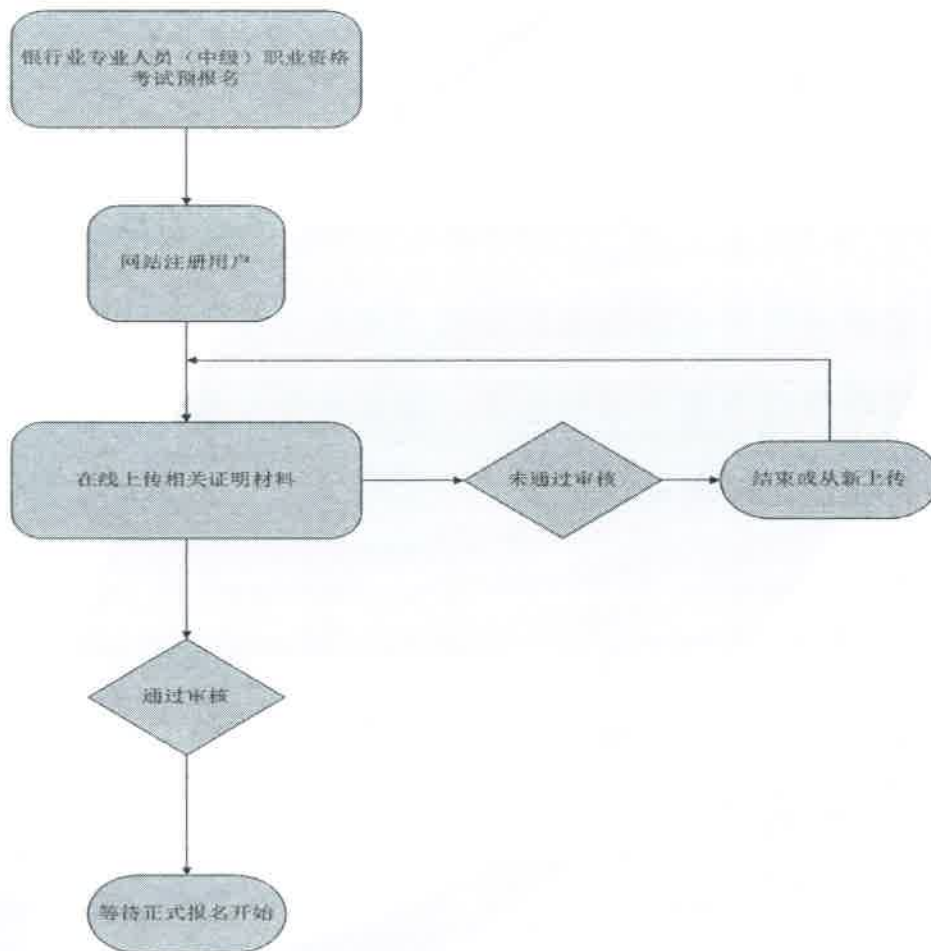 银行业专业人员（中级）职业资格
考试预报名
网站注册用户
在线上传相关证明材料
未通过审核
结束或从新上传
通过审核
等待正式报名开始